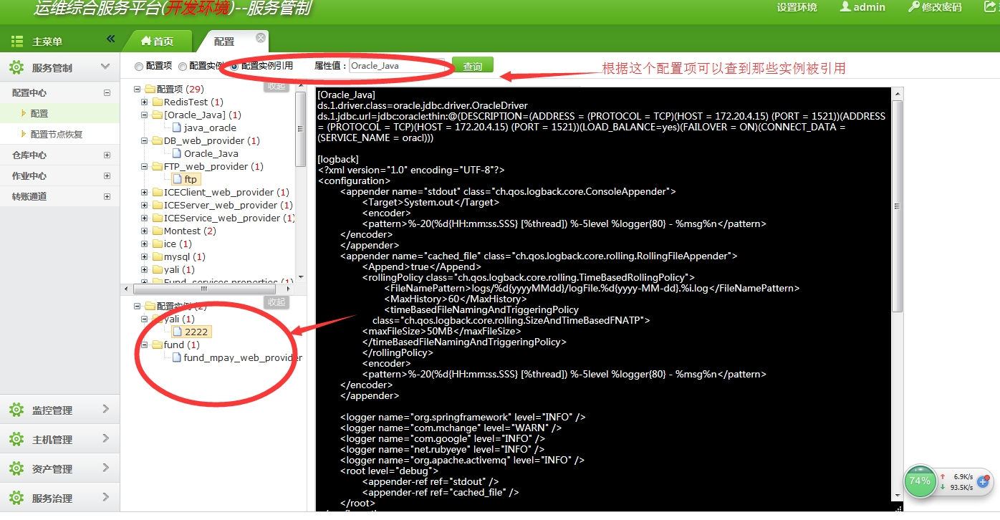 运维综合服务平台(开发环境)--服务管制
设置环境 admin 修改密码
主菜单
首页
配置
服务管制
配置中心
配置
配置节点恢复
仓库中心
作业中心
转账通道
监控管理
主机管理
资产管理
服务治理
配置项 配置实例 配置实例引用 属性值： Oracle_Java 查询
根据这个配置项可以查到那些实例被引用
收起
配置项 (29)
RedisTest (1)
[Oracle_Java] (1)
java_oracle
DB_web_provider (1)
Oracle_Java
FTP_web_provider (1)
ftp
ICEClient_web_provider (1)
ICEServer_web_provider (1)
ICEService_web_provider (1)
Montest (2)
ice (1)
mysql (1)
yali (1)
Fund_services.properties (1)
收起
配置实例 (2)
yali (1)
2222
fund (1)
fund_mpay_web_provider
[Oracle_Java]
ds.1.driver.class=oracle.jdbc.driver.OracleDriver
ds.1.jdbc.url=jdbc:oracle:thin:@(DESCRIPTION=(ADDRESS = (PROTOCOL = TCP)(HOST = 172.20.4.15) (PORT = 1521))(ADDRESS
= (PROTOCOL = TCP)(HOST = 172.20.4.15) (PORT = 1521))(LOAD_BALANCE=yes)(FAILOVER = ON)(CONNECT_DATA =
(SERVICE_NAME = oracl)))
[logback]
<?xml version="1.0" encoding="UTF-8"?>
<configuration>
<appender name="stdout" class="ch.qos.logback.core.ConsoleAppender">
<Target>System.out</Target>
<encoder>
<pattern>%-20(%d{HH:mm:ss.SSS} [%thread]) %-5level %logger{80} - %msg%n</pattern>
</encoder>
</appender>
<appender name="cached_file" class="ch.qos.logback.core.rolling.RollingFileAppender">
<Append>true</Append>
<rollingPolicy class="ch.qos.logback.core.rolling.TimeBasedRollingPolicy">
<FileNamePattern>logs/%d{yyyyMMdd}/logFile.%d{yyyy-MM-dd}.%i.log</FileNamePattern>
<MaxHistory>60</MaxHistory>
<timeBasedFileNamingAndTriggeringPolicy
class="ch.qos.logback.core.rolling.SizeAndTimeBasedFNATP">
<maxFileSize>50MB</maxFileSize>
</timeBasedFileNamingAndTriggeringPolicy>
</rollingPolicy>
<encoder>
<pattern>%-20(%d{HH:mm:ss.SSS} [%thread]) %-5level %logger{80} - %msg%n</pattern>
</encoder>
</appender>
<logger name="org.springframework" level="INFO" />
<logger name="com.mchange" level="WARN" />
<logger name="com.google" level="INFO" />
<logger name="net.rubyeye" level="INFO" />
<logger name="org.apache.activemq" level="INFO" />
<root level="debug">
<appender-ref ref="stdout" />
<appender-ref ref="cached_file" />
</root>
74%
6.9K/s
93.5K/s